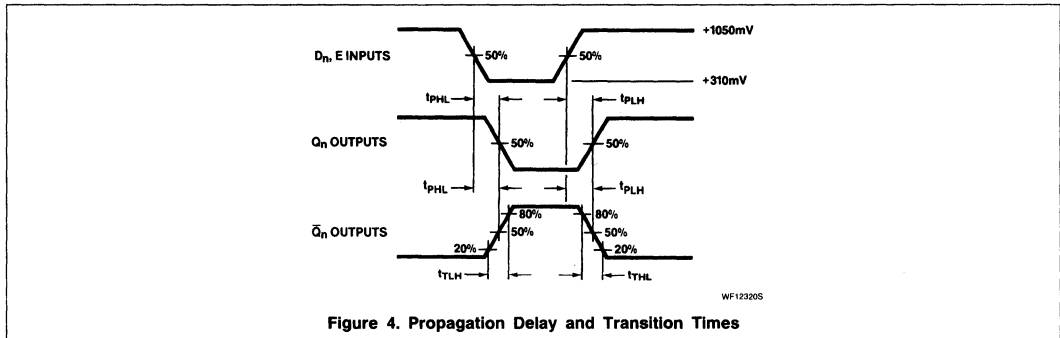 +1050mV
Dn, E INPUTS
50%
50%
+310mV
tPHL
tPLH
Qn OUTPUTS
50%
50%
tPHL
tPLH
80%
80%
Q̄n OUTPUTS
50%
50%
20%
20%
tTLH
tTHL
WF12320S
Figure 4. Propagation Delay and Transition Times